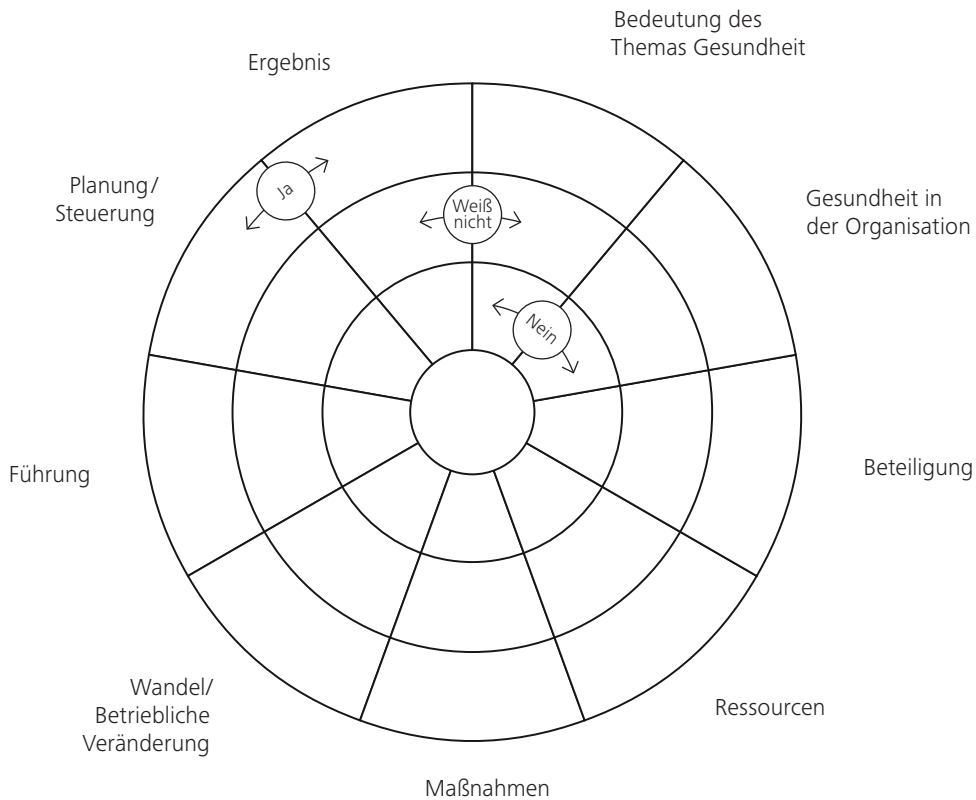 Bedeutung des
Themas Gesundheit
Ergebnis
Ja
Planung/
Steuerung
Weiß
nicht
Gesundheit in
der Organisation
Nein
Führung
Beteiligung
Wandel/
Betriebliche
Veränderung
Ressourcen
Maßnahmen